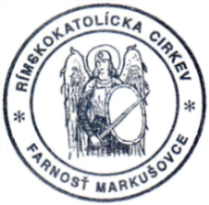 RÍMSKOKATOLÍCKA CIRKEV
FARNOSŤ MARKUŠOVCE